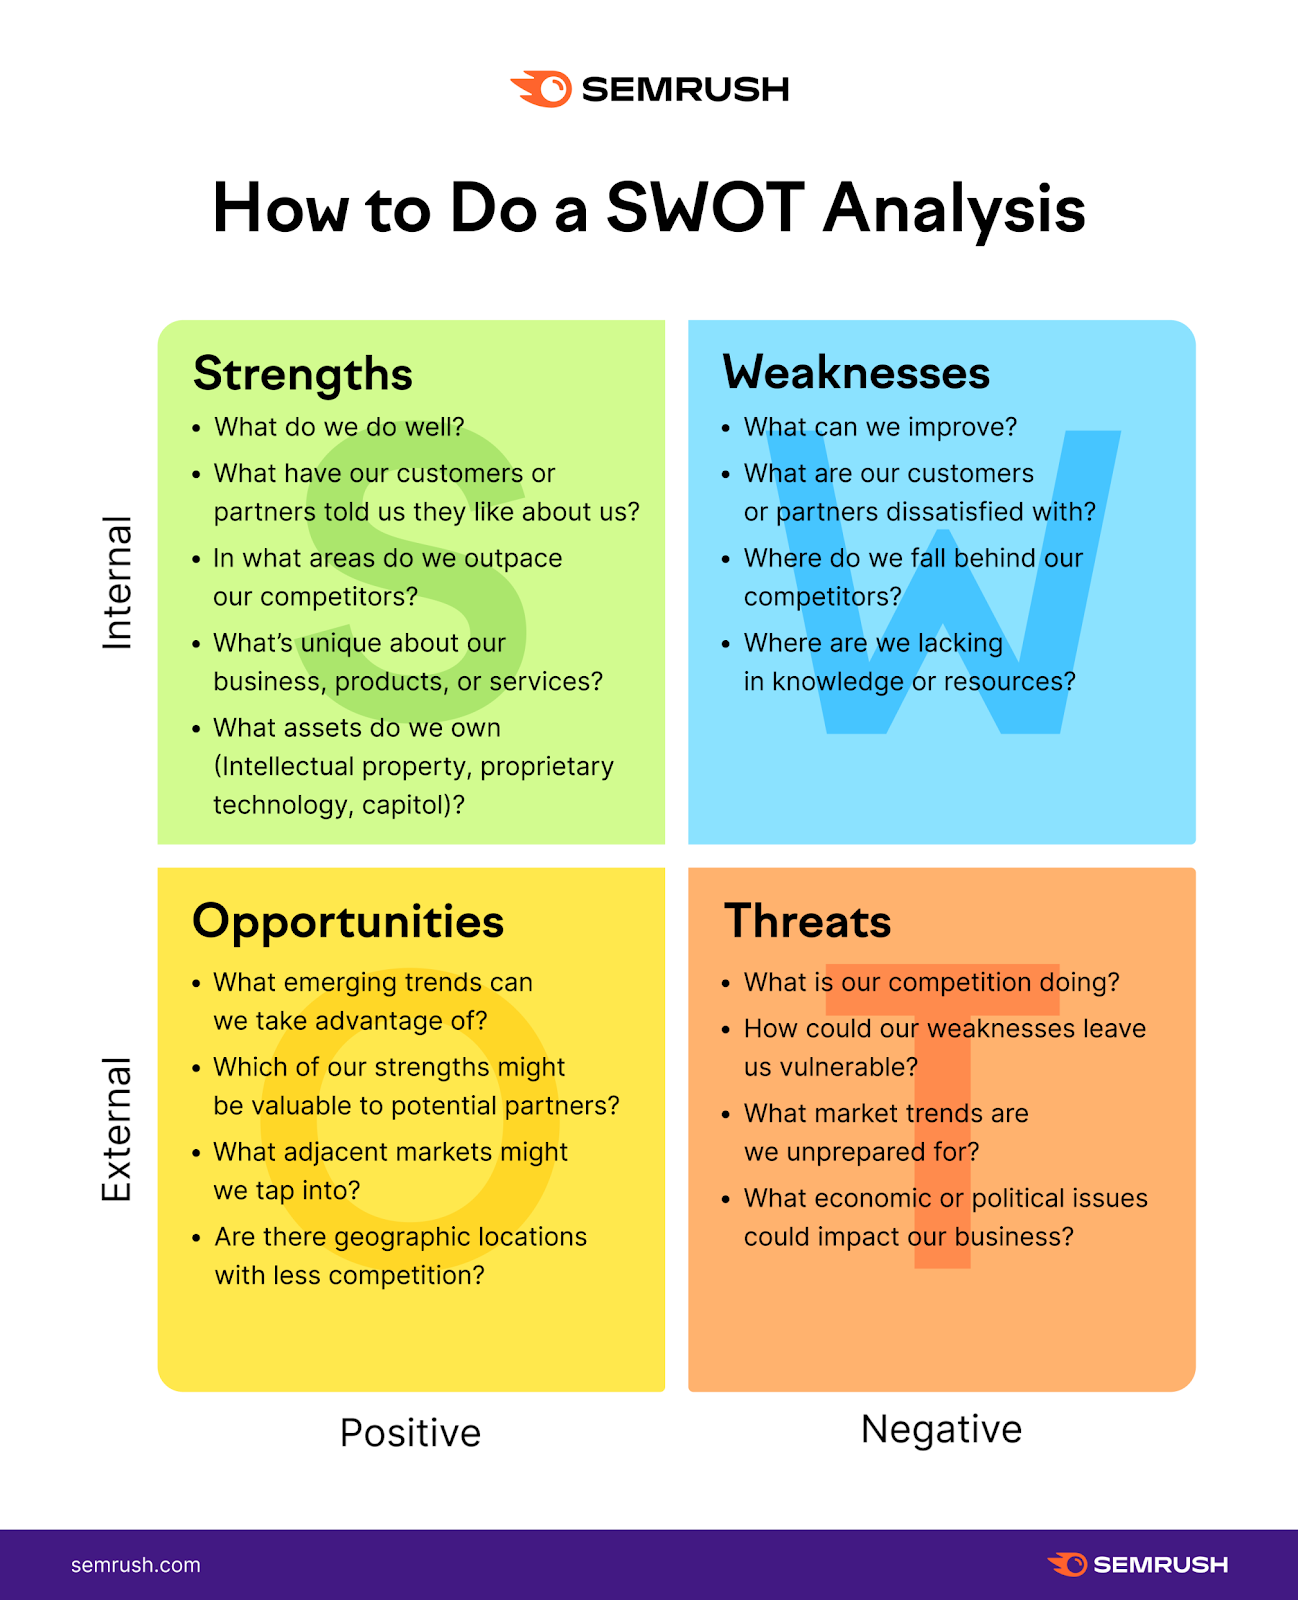 SEMRUSH
How to Do a SWOT Analysis
Internal
Strengths
• What do we do well?
• What have our customers or
partners told us they like about us?
• In what areas do we outpace
our competitors?
• What’s unique about our
business, products, or services?
• What assets do we own
(Intellectual property, proprietary
technology, capitol)?
S
Weaknesses
• What can we improve?
• What are our customers
or partners dissatisfied with?
• Where do we fall behind our
competitors?
• Where are we lacking
in knowledge or resources?
W
External
Opportunities
• What emerging trends can
we take advantage of?
• Which of our strengths might
be valuable to potential partners?
• What adjacent markets might
we tap into?
• Are there geographic locations
with less competition?
O
Threats
• What is our competition doing?
• How could our weaknesses leave
us vulnerable?
• What market trends are
we unprepared for?
• What economic or political issues
could impact our business?
T
Positive
Negative
semrush.com
SEMRUSH